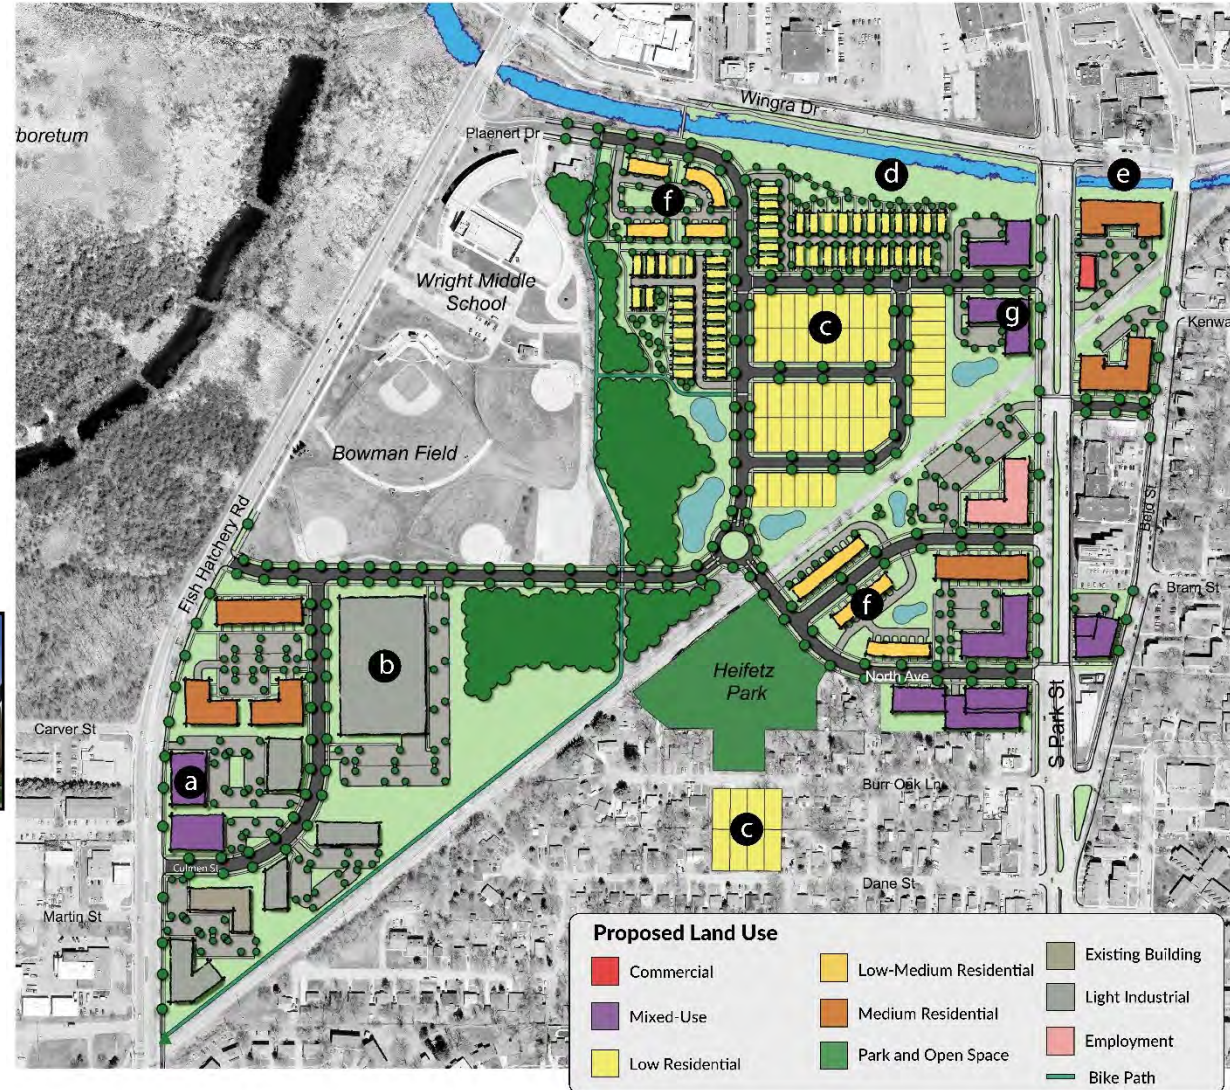 Wingra Dr
boretum
Plaenert Dr
d
e
f
Wright Middle
School
c
g
Kenwa
Bowman Field
Fish Hatchery Rd
Beld St
Bram St
f
b
Heifetz
Park
North Ave
S Park St
Carver St
a
Burr Oak Ln
c
Culmen St
Dane St
Martin St
Proposed Land Use
Commercial
Mixed-Use
Low Residential
Low-Medium Residential
Medium Residential
Park and Open Space
Existing Building
Light Industrial
Employment
Bike Path